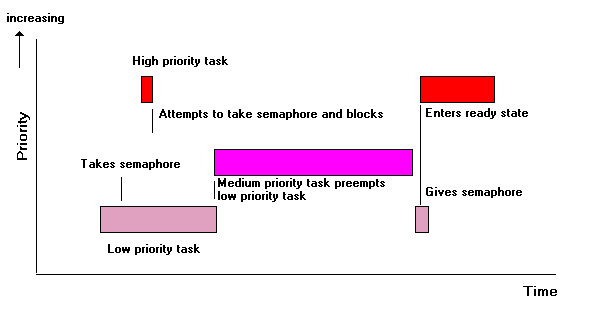 increasing
High priority task
Attempts to take semaphore and blocks
Enters ready state
Priority
Takes semaphore
Medium priority task preempts
low priority task
Gives semaphore
Low priority task
Time